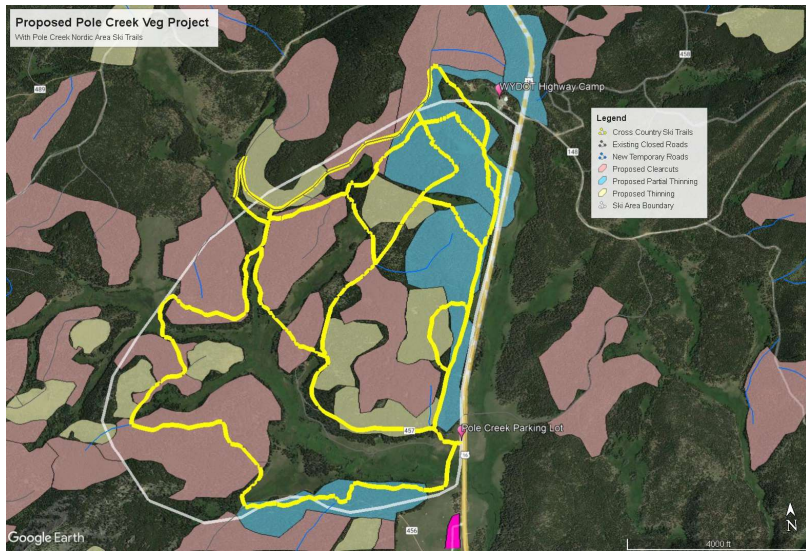 Proposed Pole Creek Veg Project
With Pole Creek Nordic Area Ski Trails
16
458
WYDOT Highway Camp
489
Legend
Cross Country Ski Trails
Existing Closed Roads
New Temporary Roads
Proposed Clearcuts
Proposed Partial Thinning
Proposed Thinning
Ski Area Boundary
148
457
Pole Creek Parking Lot
16
456
N
Google Earth
4000 ft